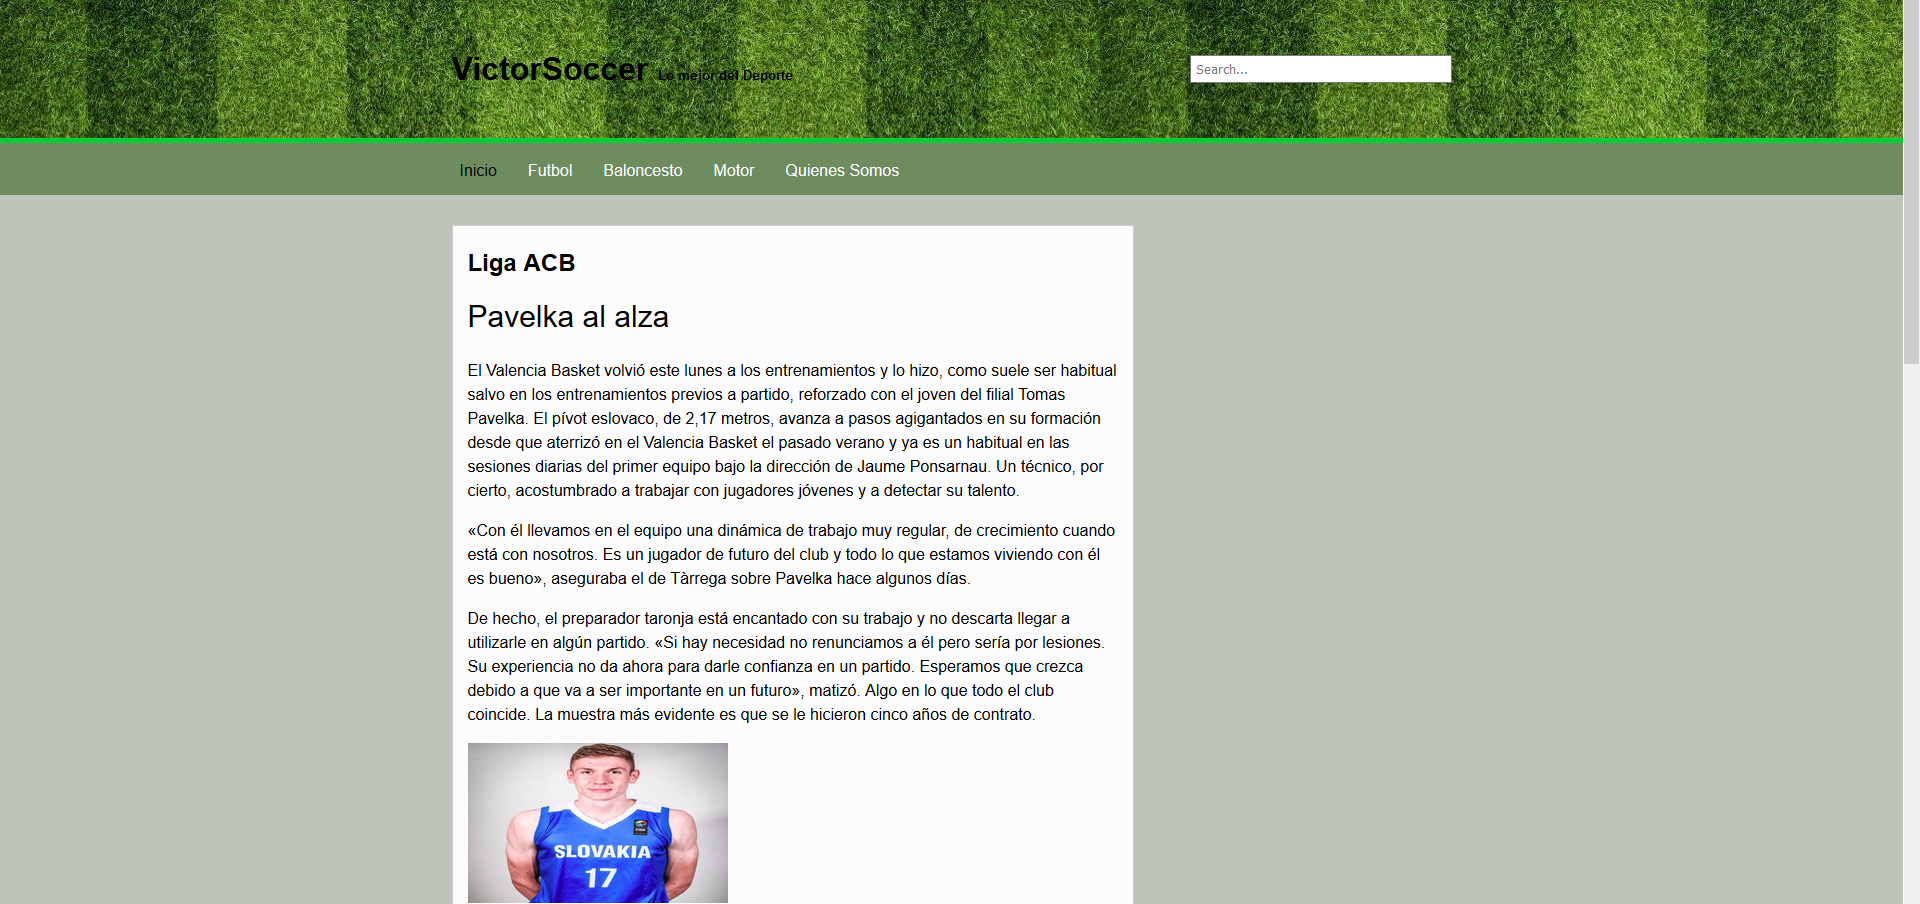 VictorSoccer Lo mejor del Deporte
Search...
Inicio Futbol Baloncesto Motor Quienes Somos
Liga ACB
Pavelka al alza
El Valencia Basket volvió este lunes a los entrenamientos y lo hizo, como suele ser habitual
salvo en los entrenamientos previos a partido, reforzado con el joven del filial Tomas
Pavelka. El pívot eslovaco, de 2,17 metros, avanza a pasos agigantados en su formación
desde que aterrizó en el Valencia Basket el pasado verano y ya es un habitual en las
sesiones diarias del primer equipo bajo la dirección de Jaume Ponsarnau. Un técnico, por
cierto, acostumbrado a trabajar con jugadores jóvenes y a detectar su talento.
«Con él llevamos en el equipo una dinámica de trabajo muy regular, de crecimiento cuando
está con nosotros. Es un jugador de futuro del club y todo lo que estamos viviendo con él
es bueno», aseguraba el de Tàrrega sobre Pavelka hace algunos días.
De hecho, el preparador taronja está encantado con su trabajo y no descarta llegar a
utilizarle en algún partido. «Si hay necesidad no renunciamos a él pero sería por lesiones.
Su experiencia no da ahora para darle confianza en un partido. Esperamos que crezca
debido a que va a ser importante en un futuro», matizó. Algo en lo que todo el club
coincide. La muestra más evidente es que se le hicieron cinco años de contrato.
SLOVAKIA
17